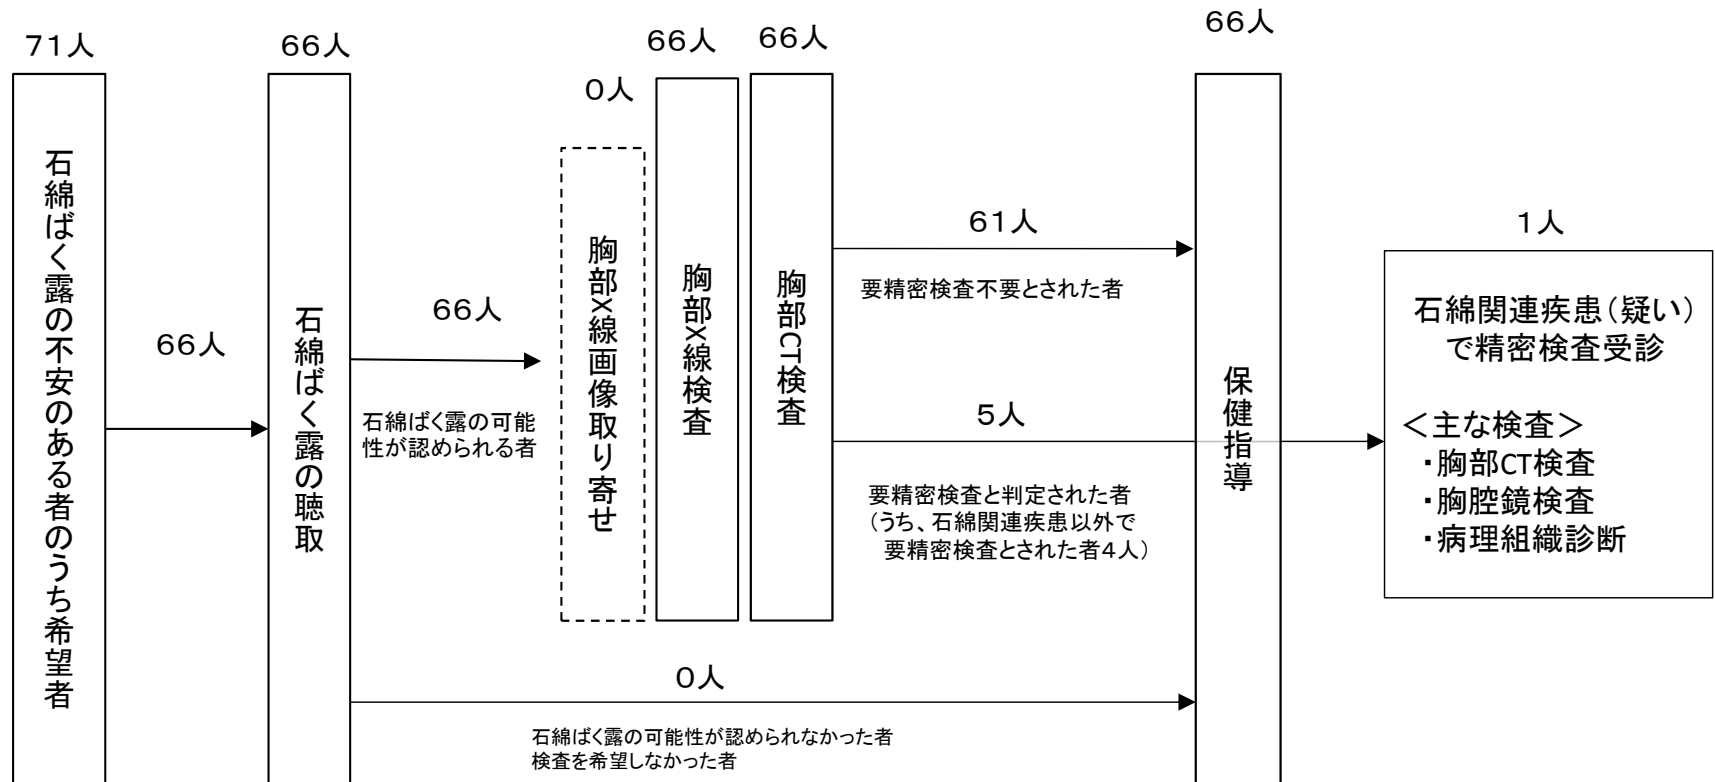 71人
石綿ばく露の不安のある者のうち希望者
66人
66人
石綿ばく露の聴取
66人
石綿ばく露の可能
性が認められる者
0人
胸部X線画像取り寄せ
66人
胸部X線検査
66人
胸部CT検査
61人
要精密検査不要とされた者
5人
要精密検査と判定された者
(うち、石綿関連疾患以外で
要精密検査とされた者4人)
0人
石綿ばく露の可能性が認められなかった者
検査を希望しなかった者
66人
保健指導
1人
石綿関連疾患(疑い)
で精密検査受診
<主な検査>
・胸部CT検査
・胸腔鏡検査
・病理組織診断